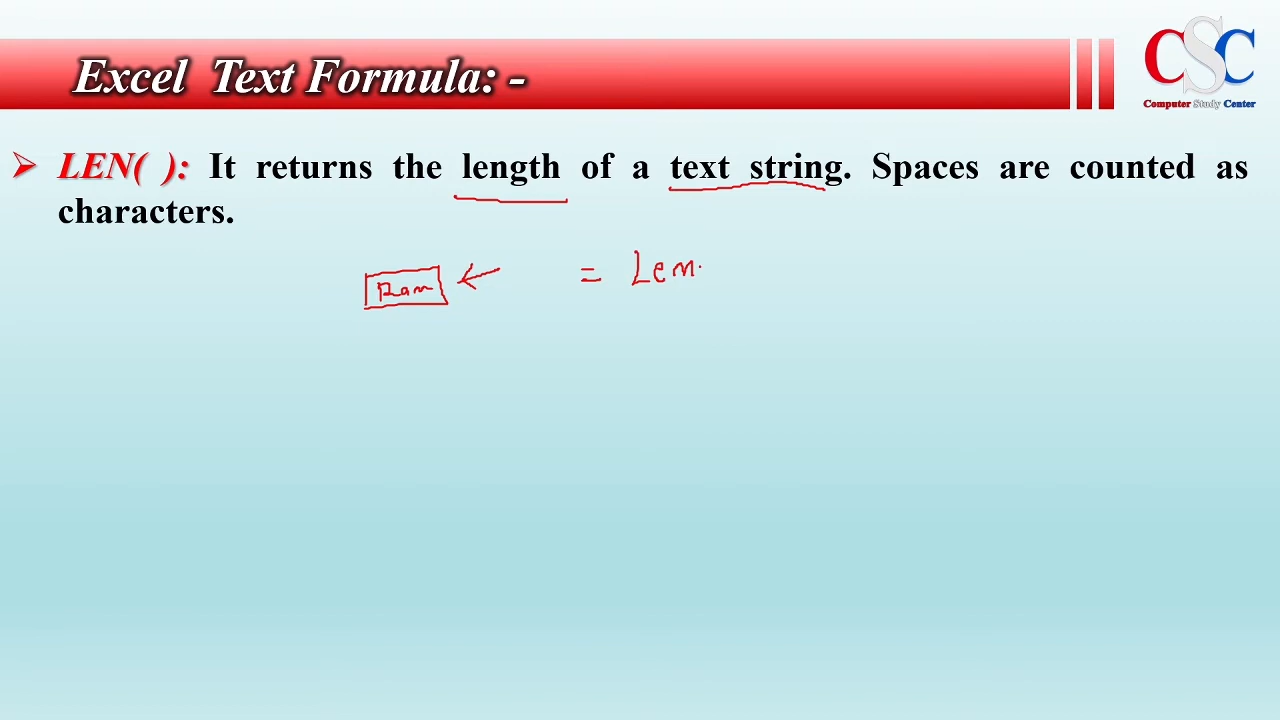 CSC
Computer Study Center
Excel Text Formula: -
➢ LEN( ): It returns the length of a text string. Spaces are counted as
characters.
Ram = Len